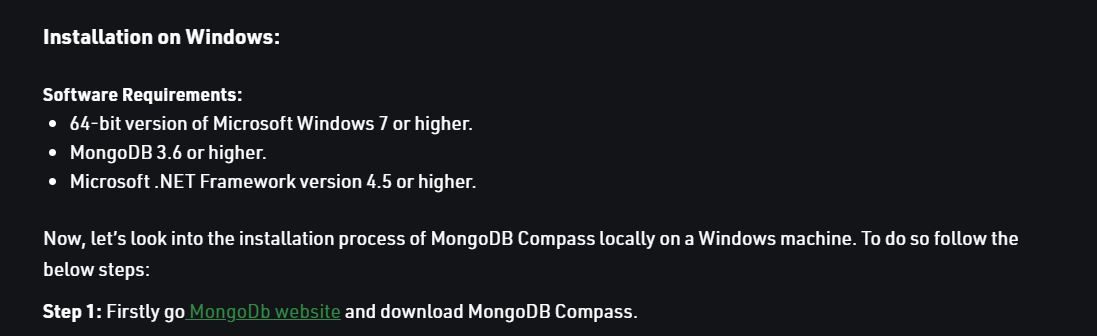 Installation on Windows:
Software Requirements:
• 64-bit version of Microsoft Windows 7 or higher.
• MongoDB 3.6 or higher.
• Microsoft .NET Framework version 4.5 or higher.
Now, let’s look into the installation process of MongoDB Compass locally on a Windows machine. To do so follow the
below steps:
Step 1: Firstly go MongoDb website and download MongoDB Compass.